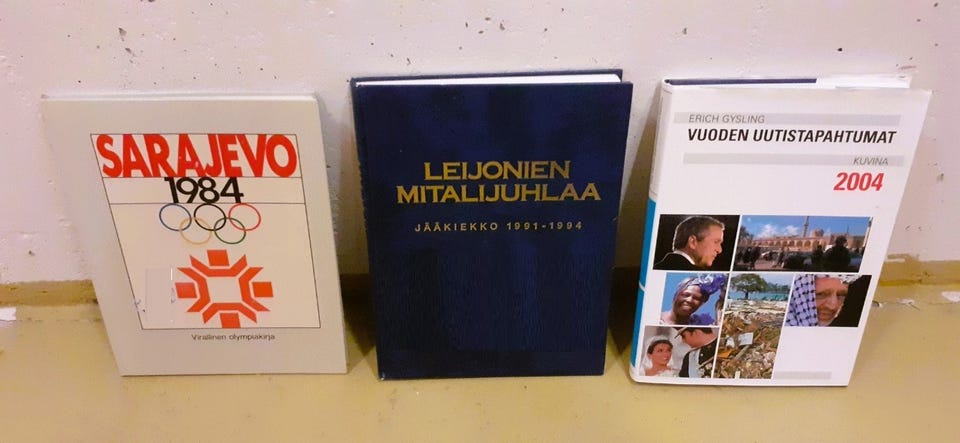 SARAJEVO
1984
Virallinen olympiakirja
LEIJONIEN
MITALIJUHLAA
JÄÄKIEKKO 1991-1994
ERICH GYSLING
VUODEN UUTISTAPAHTUMAT
KUVINA
2004